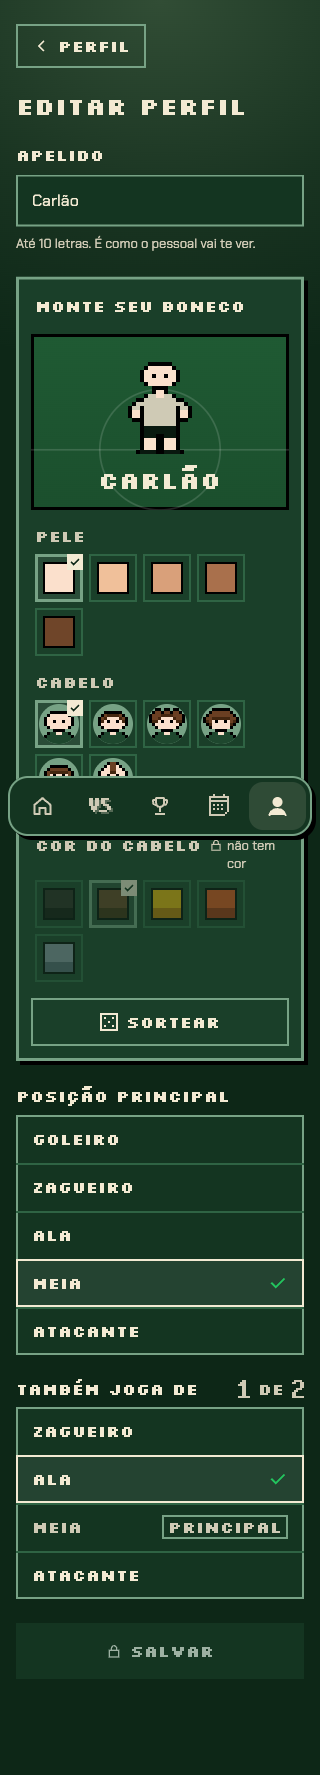 PERFIL
EDITAR PERFIL
APELIDO
Carlão
Até 10 letras. É como o pessoal vai te ver.
MONTE SEU BONECO
CARLÃO
PELE
CABELO
VS
COR DO CABELO não tem
cor
SORTEAR
POSIÇÃO PRINCIPAL
GOLEIRO
ZAGUEIRO
ALA
MEIA
ATACANTE
TAMBÉM JOGA DE 1 DE 2
ZAGUEIRO
ALA
MEIA PRINCIPAL
ATACANTE
SALVAR